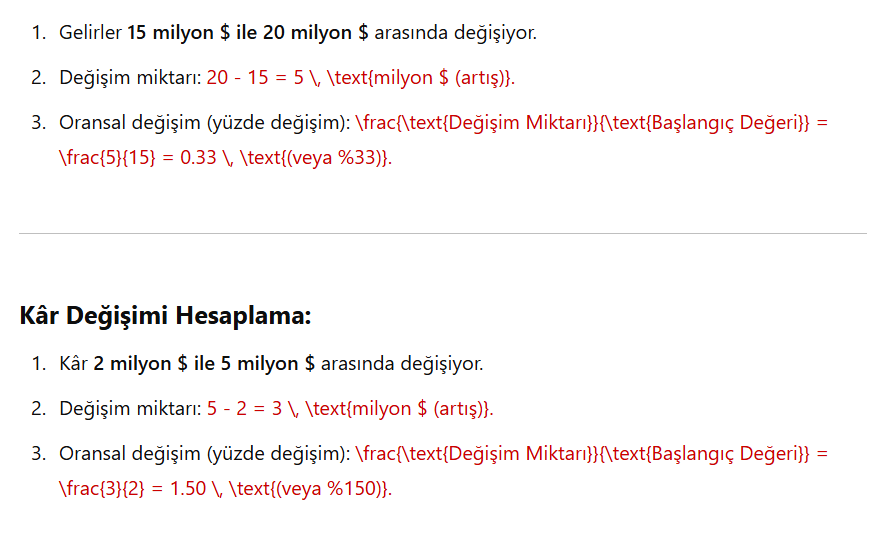 1. Gelirler 15 milyon $ ile 20 milyon $ arasında değişiyor.
2. Değişim miktarı: 20 - 15 = 5 \, \text{milyon $ (artış)}.
3. Oransal değişim (yüzde değişim): \frac{\text{Değişim Miktarı}}{\text{Başlangıç Değeri}} =
\frac{5}{15} = 0.33 \, \text{(veya %33)}.
Kâr Değişimi Hesaplama:
1. Kâr 2 milyon $ ile 5 milyon $ arasında değişiyor.
2. Değişim miktarı: 5 - 2 = 3 \, \text{milyon $ (artış)}.
3. Oransal değişim (yüzde değişim): \frac{\text{Değişim Miktarı}}{\text{Başlangıç Değeri}} =
\frac{3}{2} = 1.50 \, \text{(veya %150)}.